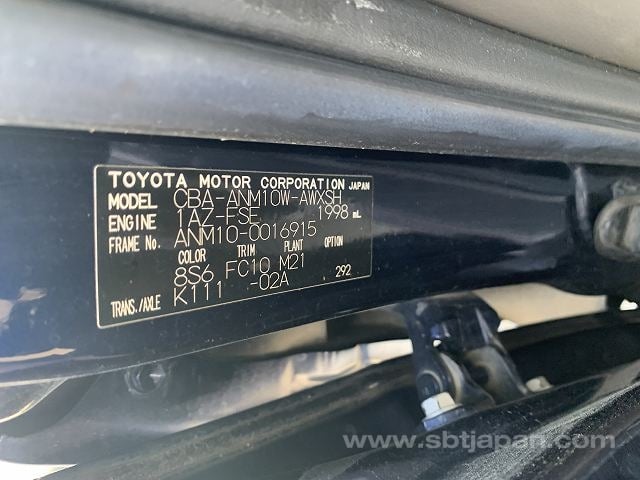 TOYOTA MOTOR CORPORATION JAPAN
MODEL CBA-ANM10W-AWXSH
ENGINE 1AZ-FSE 1998 mL
FRAME No. ANM10-0016915
COLOR TRIM PLANT OPTION
8S6 FC10 M21
TRANS./AXLE K111 -02A 292
www.sbtjapan.com